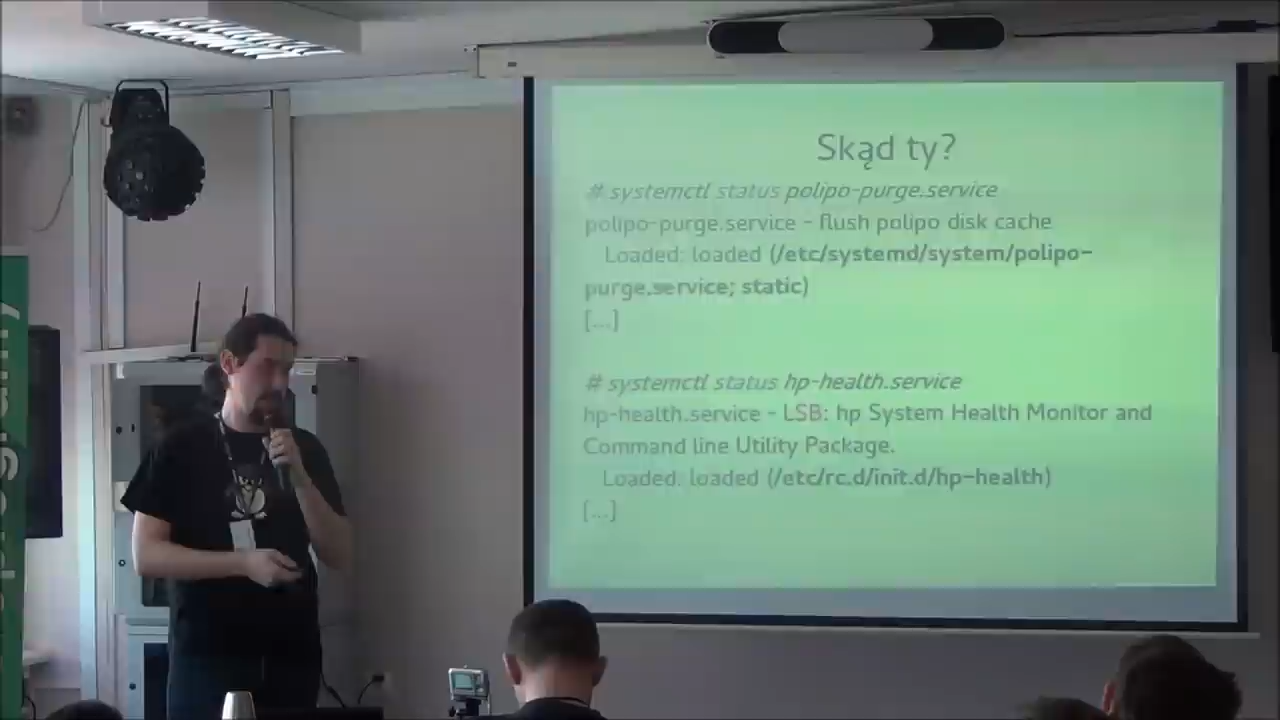 Skąd ty?
# systemctl status polipo-purge.service
polipo-purge.service - flush polipo disk cache
Loaded: loaded (/etc/systemd/system/polipo-
purge.service; static)
[...]
# systemctl status hp-health.service
hp-health.service - LSB: hp System Health Monitor and
Command line Utility Package.
Loaded: loaded (/etc/rc.d/init.d/hp-health)
[...]